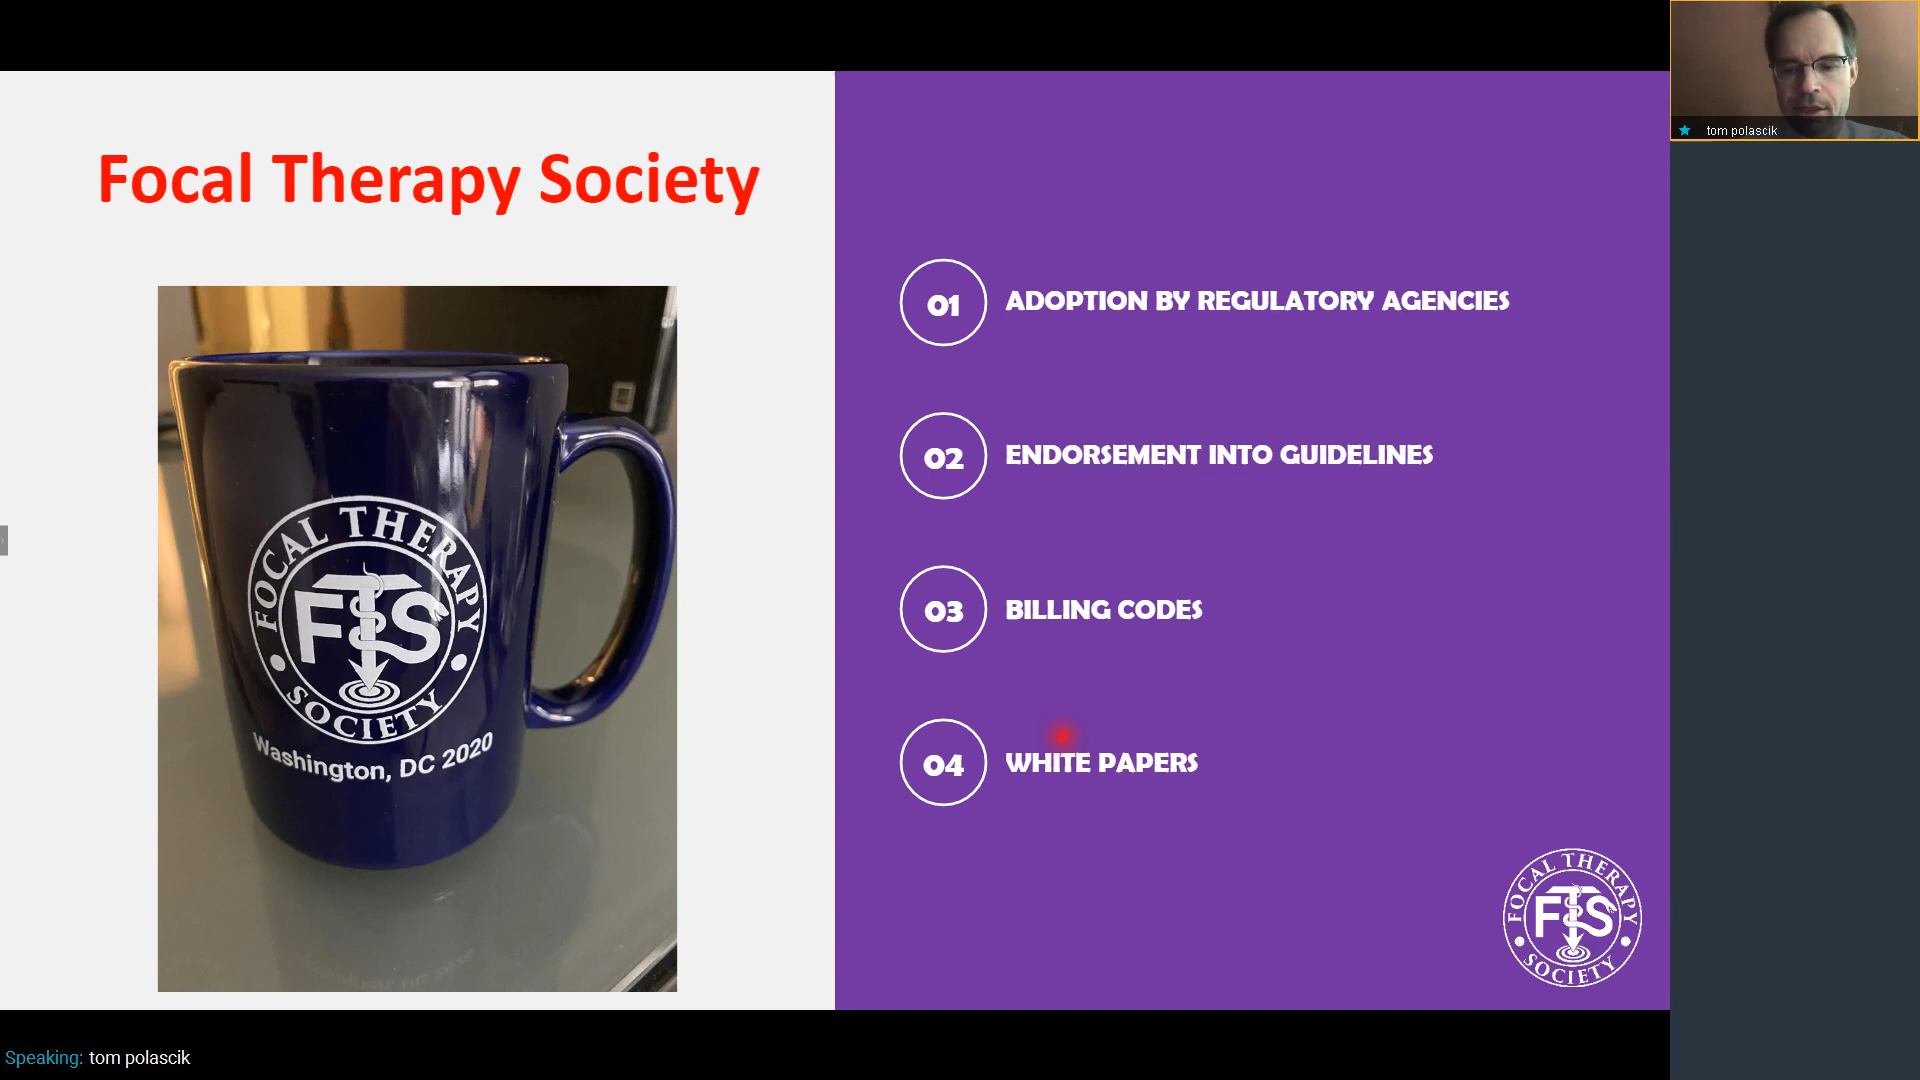 tom polascik
Focal Therapy Society
FOCAL THERAPY
FTS
SOCIETY
Washington, DC 2020
01 ADOPTION BY REGULATORY AGENCIES
02 ENDORSEMENT INTO GUIDELINES
03 BILLING CODES
04 WHITE PAPERS
FOCAL THERAPY
FTS
SOCIETY
Speaking: tom polascik